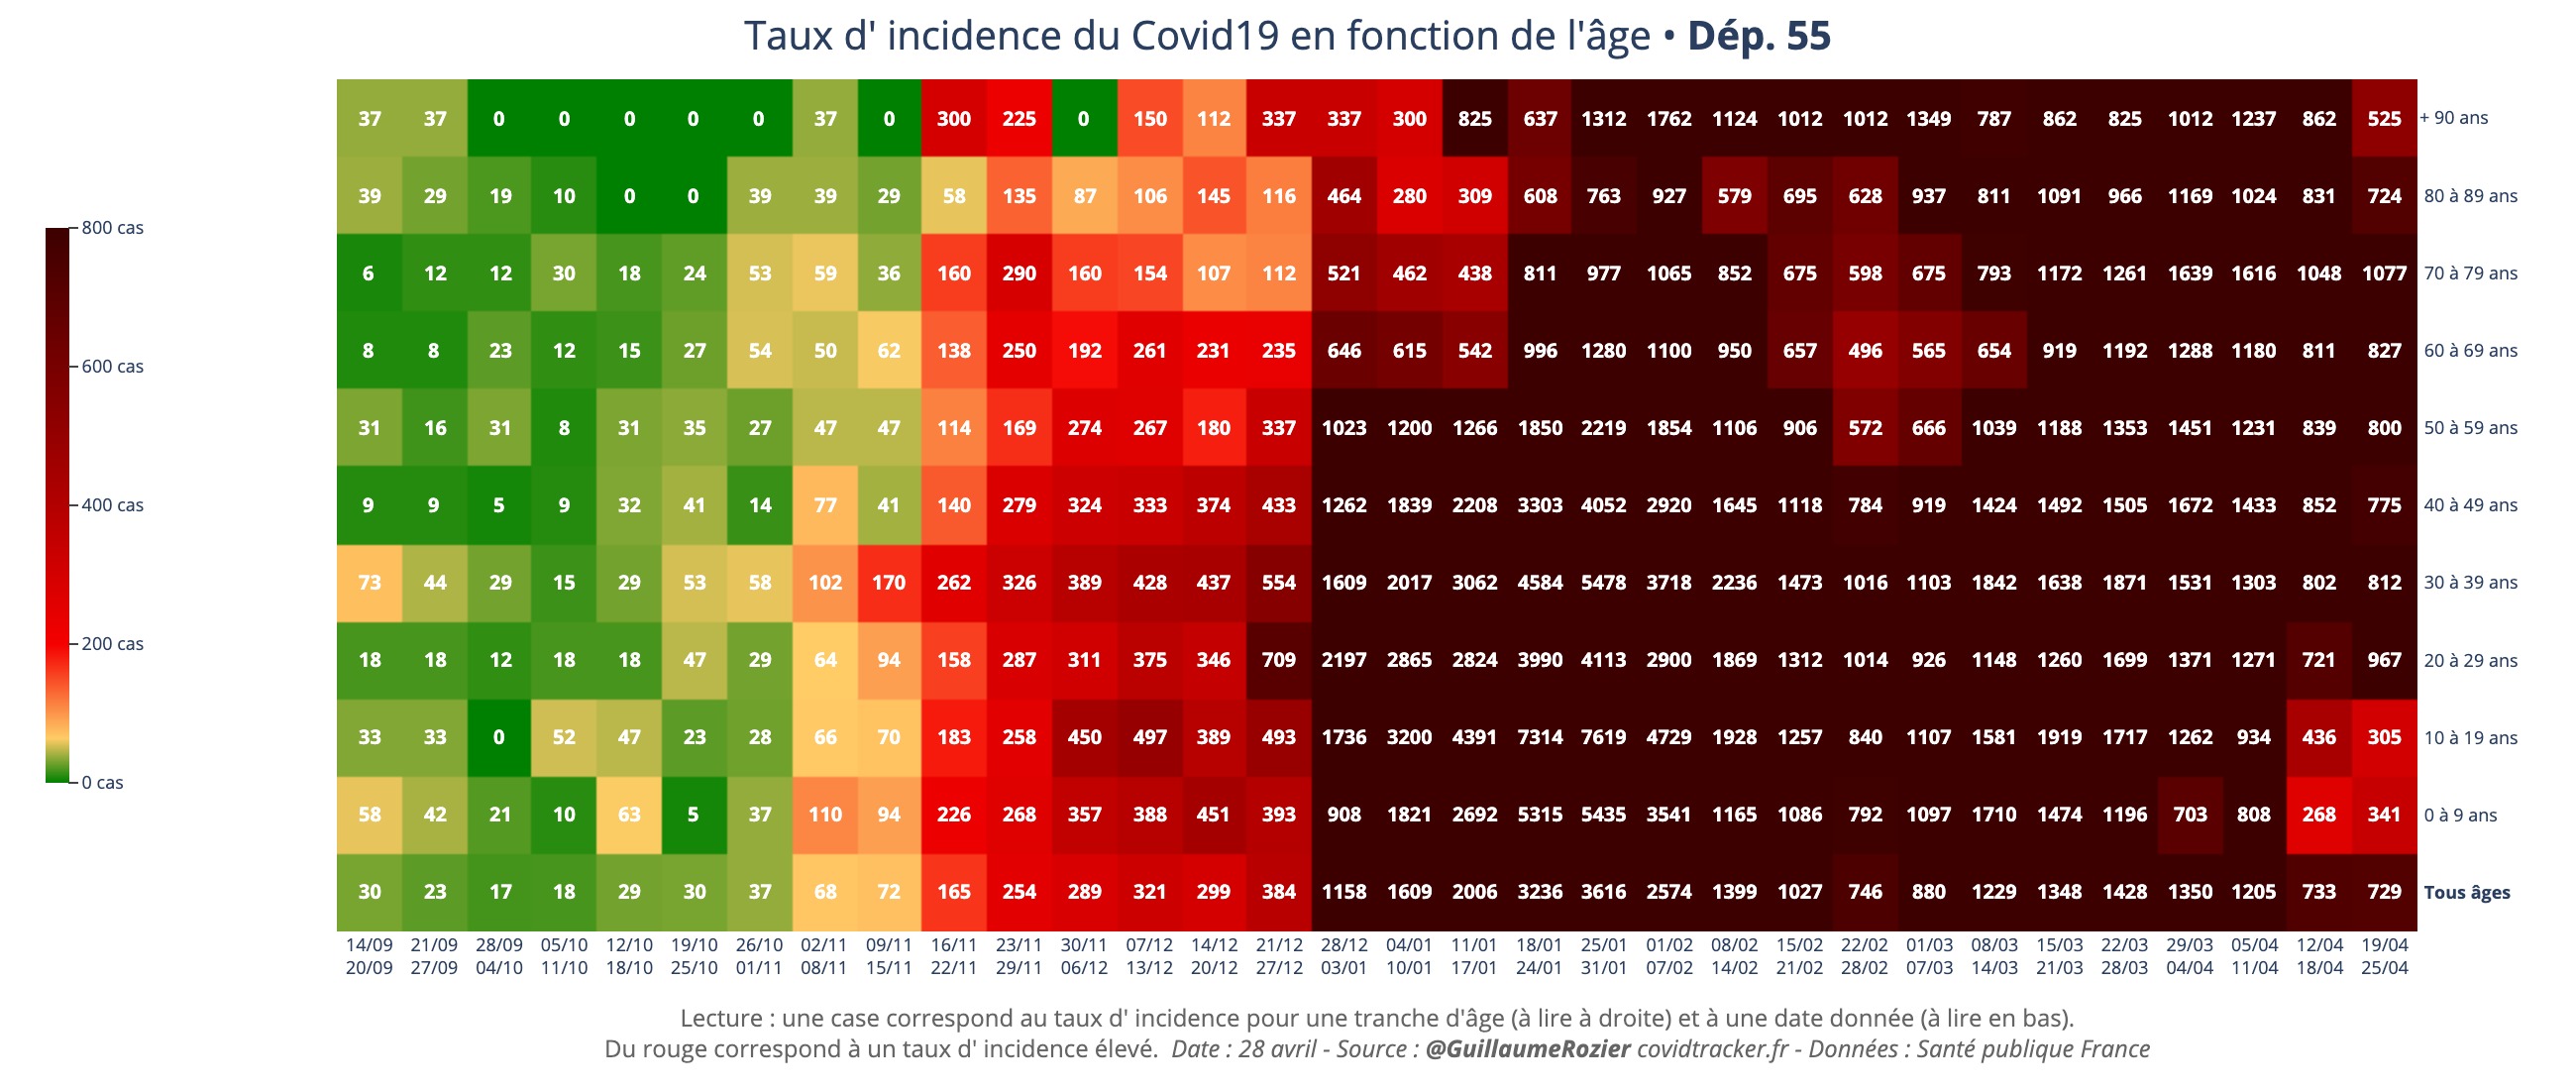 Taux d' incidence du Covid19 en fonction de l'âge • Dép. 55
37 37 0 0 0 0 0 37 0 300 225 0 150 112 337 337 300 825 637 1312 1762 1124 1012 1012 1349 787 862 825 1012 1237 862 525 + 90 ans
39 29 19 10 0 0 39 39 29 58 135 87 106 145 116 464 280 309 608 763 927 579 695 628 937 811 1091 966 1169 1024 831 724 80 à 89 ans
6 12 12 30 18 24 53 59 36 160 290 160 154 107 112 521 462 438 811 977 1065 852 675 598 675 793 1172 1261 1639 1616 1048 1077 70 à 79 ans
8 8 23 12 15 27 54 50 62 138 250 192 261 231 235 646 615 542 996 1280 1100 950 657 496 565 654 919 1192 1288 1180 811 827 60 à 69 ans
31 16 31 8 31 35 27 47 47 114 169 274 267 180 337 1023 1200 1266 1850 2219 1854 1106 906 572 666 1039 1188 1353 1451 1231 839 800 50 à 59 ans
9 9 5 9 32 41 14 77 41 140 279 324 333 374 433 1262 1839 2208 3303 4052 2920 1645 1118 784 919 1424 1492 1505 1672 1433 852 775 40 à 49 ans
73 44 29 15 29 53 58 102 170 262 326 389 428 437 554 1609 2017 3062 4584 5478 3718 2236 1473 1016 1103 1842 1638 1871 1531 1303 802 812 30 à 39 ans
18 18 12 18 18 47 29 64 94 158 287 311 375 346 709 2197 2865 2824 3990 4113 2900 1869 1312 1014 926 1148 1260 1699 1371 1271 721 967 20 à 29 ans
33 33 0 52 47 23 28 66 70 183 258 450 497 389 493 1736 3200 4391 7314 7619 4729 1928 1257 840 1107 1581 1919 1717 1262 934 436 305 10 à 19 ans
58 42 21 10 63 5 37 110 94 226 268 357 388 451 393 908 1821 2692 5315 5435 3541 1165 1086 792 1097 1710 1474 1196 703 808 268 341 0 à 9 ans
30 23 17 18 29 30 37 68 72 165 254 289 321 299 384 1158 1609 2006 3236 3616 2574 1399 1027 746 880 1229 1348 1428 1350 1205 733 729 Tous âges
14/09 21/09 28/09 05/10 12/10 19/10 26/10 02/11 09/11 16/11 23/11 30/11 07/12 14/12 21/12 28/12 04/01 11/01 18/01 25/01 01/02 08/02 15/02 22/02 01/03 08/03 15/03 22/03 29/03 05/04 12/04 19/04
20/09 27/09 04/10 11/10 18/10 25/10 01/11 08/11 15/11 22/11 29/11 06/12 13/12 20/12 27/12 03/01 10/01 17/01 24/01 31/01 07/02 14/02 21/02 28/02 07/03 14/03 21/03 28/03 04/04 11/04 18/04 25/04
800 cas
600 cas
400 cas
200 cas
0 cas
Lecture : une case correspond au taux d' incidence pour une tranche d'âge (à lire à droite) et à une date donnée (à lire en bas).
Du rouge correspond à un taux d' incidence élevé. Date : 28 avril - Source : @GuillaumeRozier covidtracker.fr - Données : Santé publique France